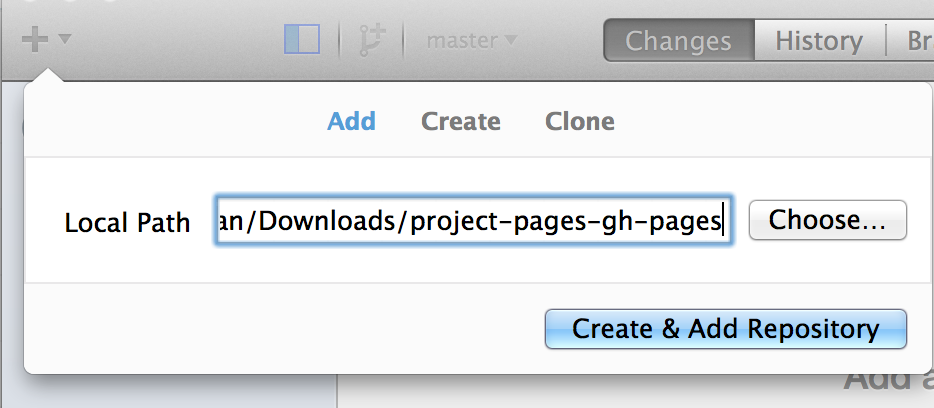 master Changes History Br
Add Create Clone
Local Path an/Downloads/project-pages-gh-pages Choose...
Create & Add Repository
Add a